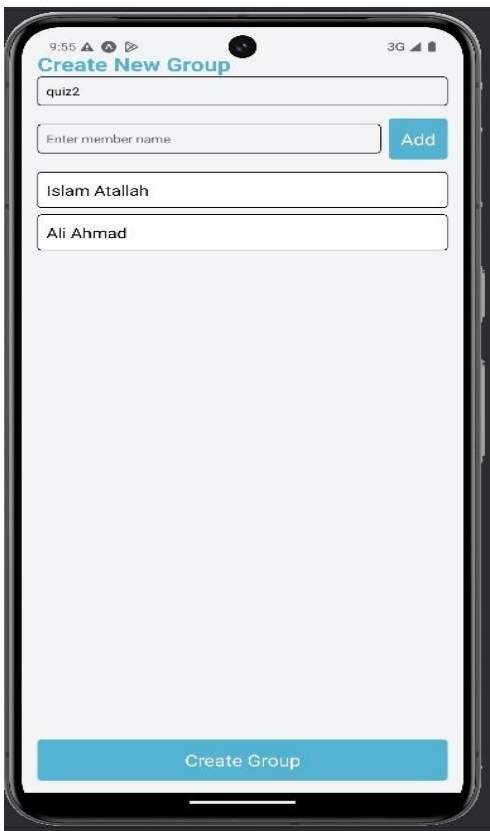 9:55
3G
Create New Group
quiz2
Enter member name
Add
Islam Atallah
Ali Ahmad
Create Group